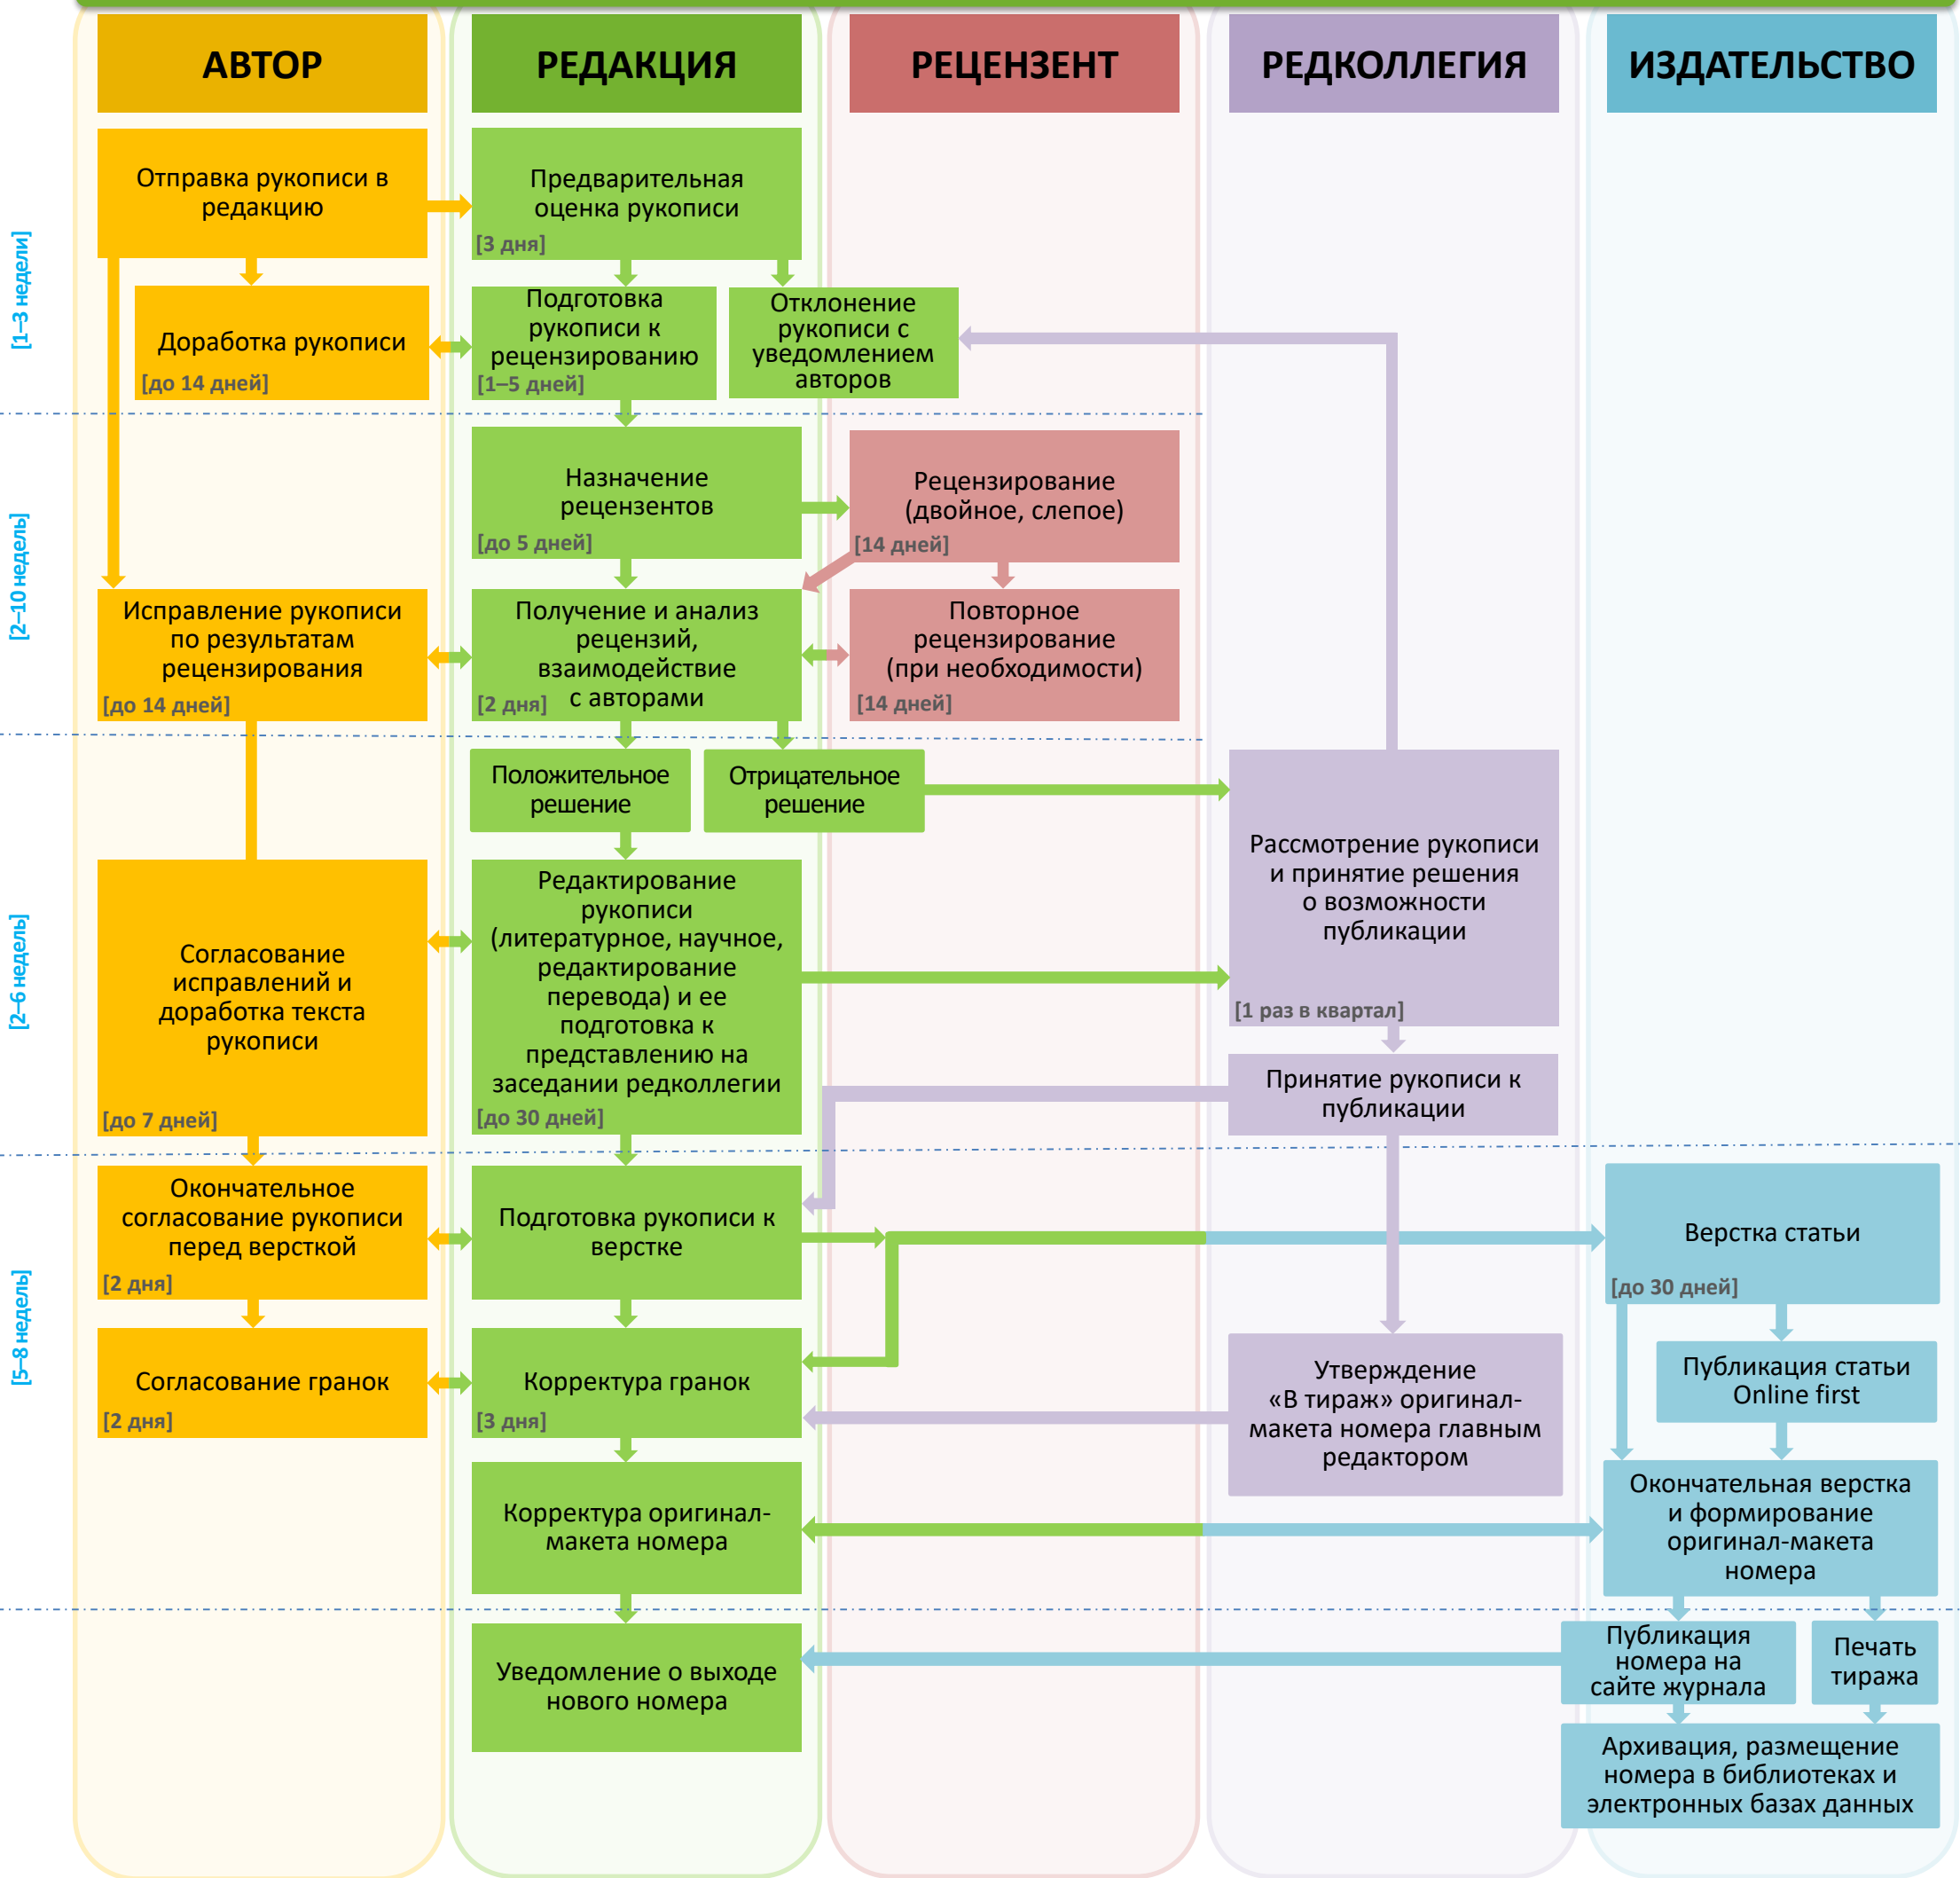 АВТОР
РЕДАКЦИЯ
РЕЦЕНЗЕНТ
РЕДКОЛЛЕГИЯ
ИЗДАТЕЛЬСТВО
[1–3 недели]
Отправка рукописи в
редакцию
Предварительная
оценка рукописи
[3 дня]
Доработка рукописи
[до 14 дней]
Подготовка
рукописи к
рецензированию
[1–5 дней]
Отклонение
рукописи с
уведомлением
авторов
[2–10 недель]
Назначение
рецензентов
[до 5 дней]
Рецензирование
(двойное, слепое)
[14 дней]
Исправление рукописи
по результатам
рецензирования
[до 14 дней]
Получение и анализ
рецензий,
взаимодействие
с авторами
[2 дня]
Повторное
рецензирование
(при необходимости)
[14 дней]
[2–6 недель]
Положительное
решение
Отрицательное
решение
Рассмотрение рукописи
и принятие решения
о возможности
публикации
[1 раз в квартал]
Согласование
исправлений и
доработка текста
рукописи
[до 7 дней]
Редактирование
рукописи
(литературное, научное,
редактирование
перевода) и ее
подготовка к
представлению на
заседании редколлегии
[до 30 дней]
Принятие рукописи к
публикации
[5–8 недель]
Окончательное
согласование рукописи
перед версткой
[2 дня]
Подготовка рукописи к
верстке
Верстка статьи
[до 30 дней]
Согласование гранок
[2 дня]
Корректура гранок
[3 дня]
Утверждение
«В тираж» оригинал-
макета номера главным
редактором
Публикация статьи
Online first
Корректура оригинал-
макета номера
Окончательная верстка
и формирование
оригинал-макета
номера
Уведомление о выходе
нового номера
Публикация
номера на
сайте журнала
Печать
тиража
Архивация, размещение
номера в библиотеках и
электронных базах данных